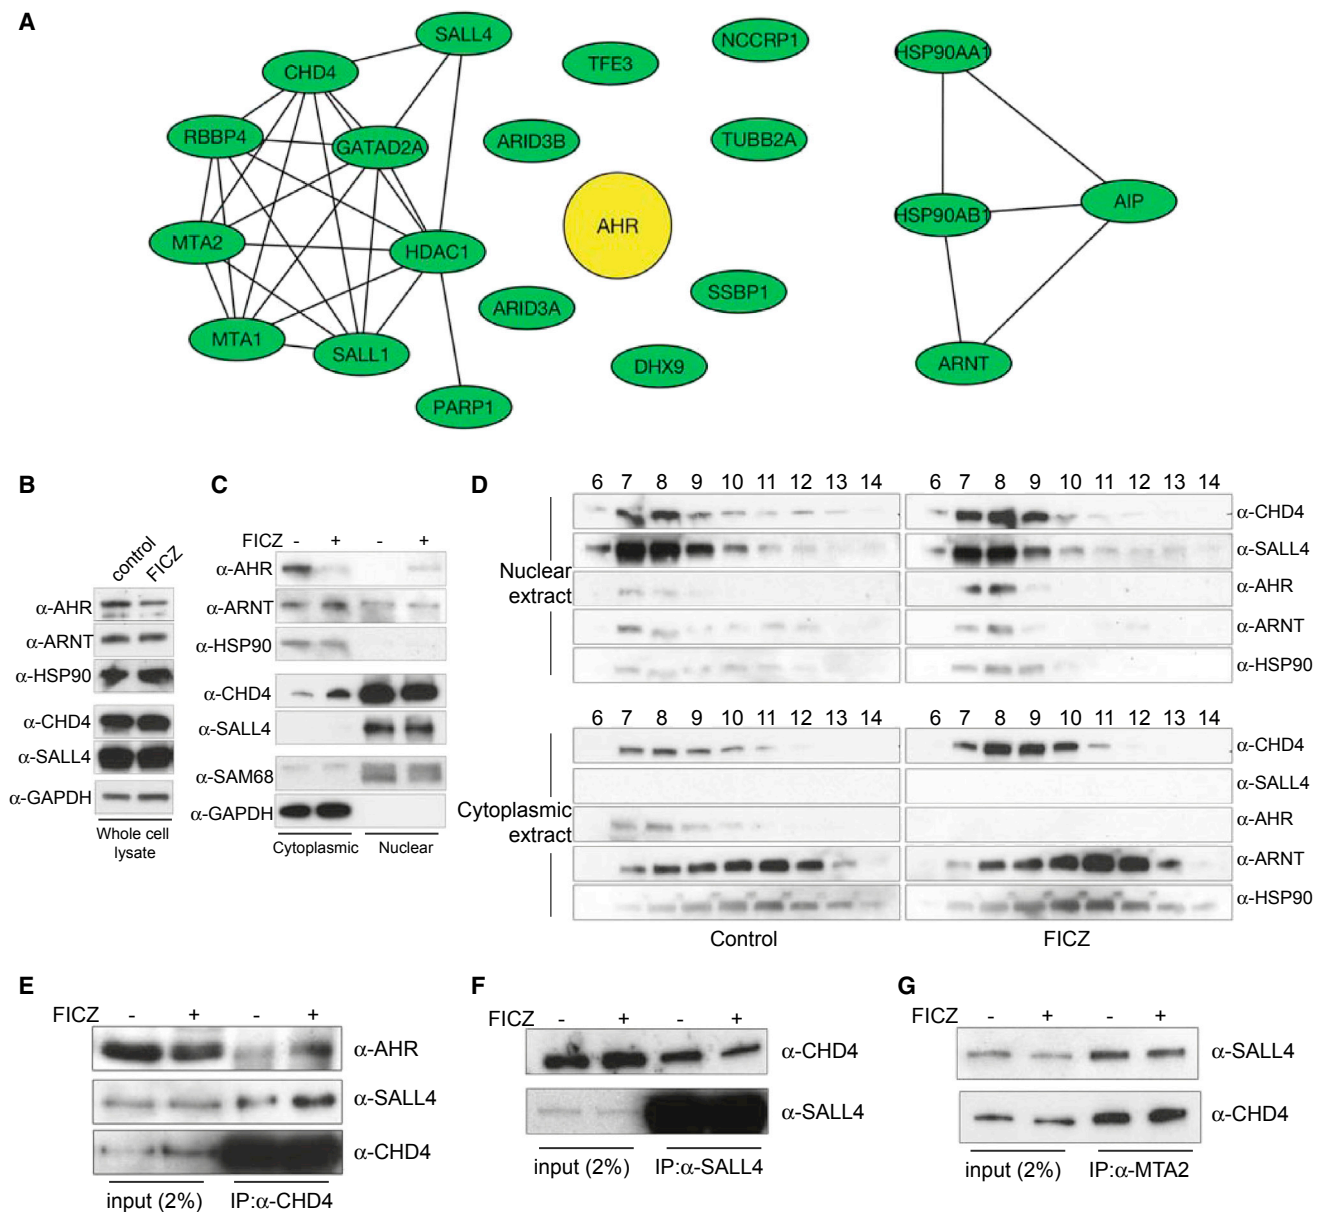 A
SALL4
NCCRP1
HSP90AA1
TFE3
CHD4
RBBP4
GATAD2A
ARID3B
TUBB2A
AHR
HSP90AB1
AIP
MTA2
HDAC1
ARID3A
SSBP1
MTA1
SALL1
DHX9
ARNT
PARP1
B
control
FICZ
α-AHR
α-ARNT
α-HSP90
α-CHD4
α-SALL4
α-GAPDH
Whole cell
lysate
C
FICZ - + - +
α-AHR
α-ARNT
α-HSP90
α-CHD4
α-SALL4
α-SAM68
α-GAPDH
Cytoplasmic Nuclear
D
6 7 8 9 10 11 12 13 14 6 7 8 9 10 11 12 13 14
Nuclear
extract
α-CHD4
α-SALL4
α-AHR
α-ARNT
α-HSP90
6 7 8 9 10 11 12 13 14 6 7 8 9 10 11 12 13 14
Cytoplasmic
extract
α-CHD4
α-SALL4
α-AHR
α-ARNT
α-HSP90
Control FICZ
E
FICZ - + - +
α-AHR
α-SALL4
α-CHD4
input (2%) IP:α-CHD4
F
FICZ - + - +
α-CHD4
α-SALL4
input (2%) IP:α-SALL4
G
FICZ - + - +
α-SALL4
α-CHD4
input (2%) IP:α-MTA2